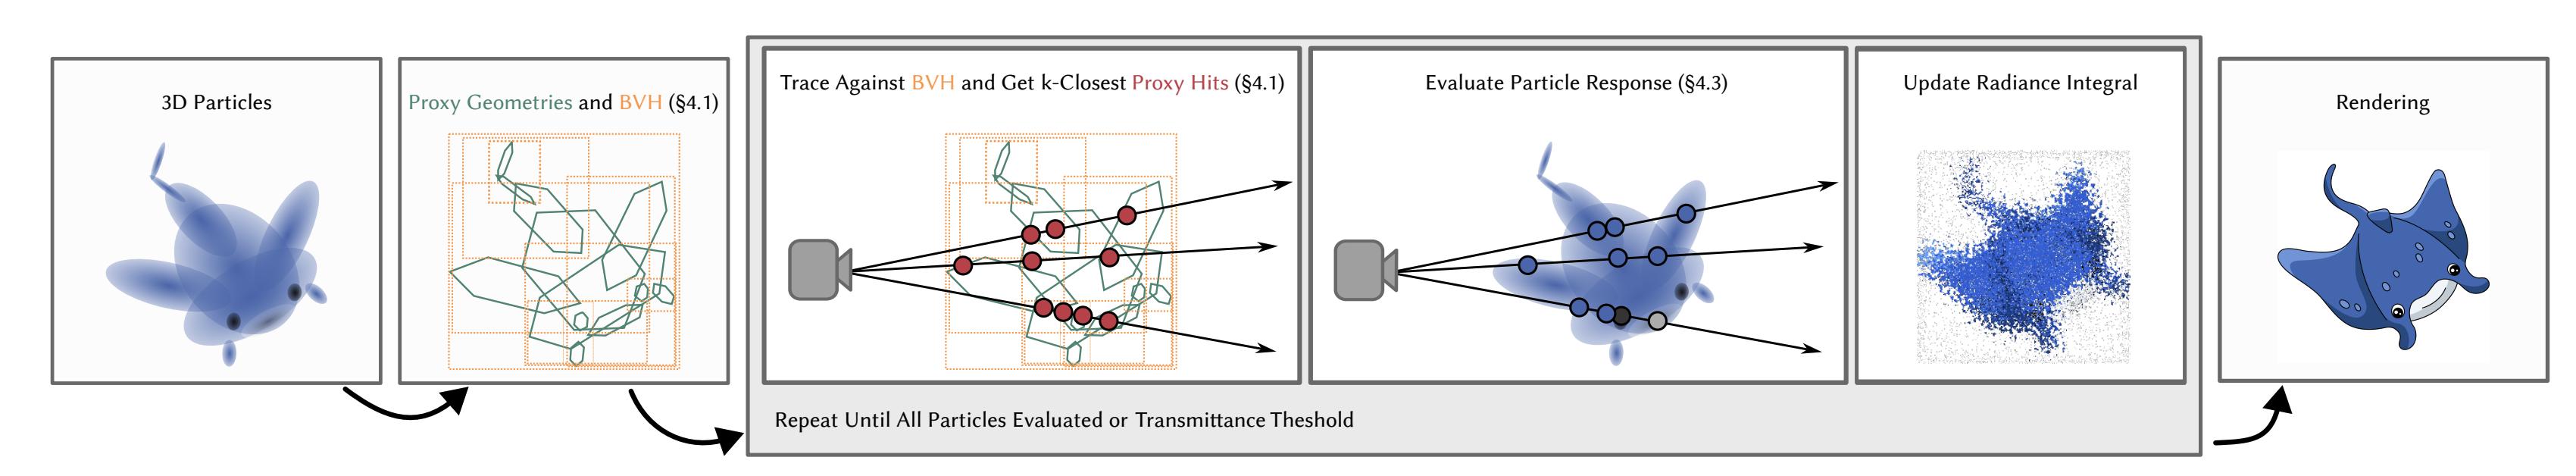 3D Particles
Proxy Geometries and BVH (§4.1)
Trace Against BVH and Get k-Closest Proxy Hits (§4.1)
Evaluate Particle Response (§4.3)
Update Radiance Integral
Repeat Until All Particles Evaluated or Transmittance Theshold
Rendering